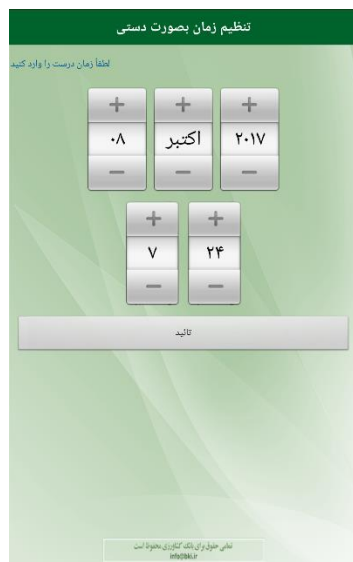 تنظیم زمان بصورت دستی
لطفاً زمان درست را وارد کنید
+ + +
۰۸ اکتبر ۲۰۱۷
− − −
+ +
۷ ۲۴
− −
تائید
تمامی حقوق برای بانک کشاورزی محفوظ است
info@bki.ir